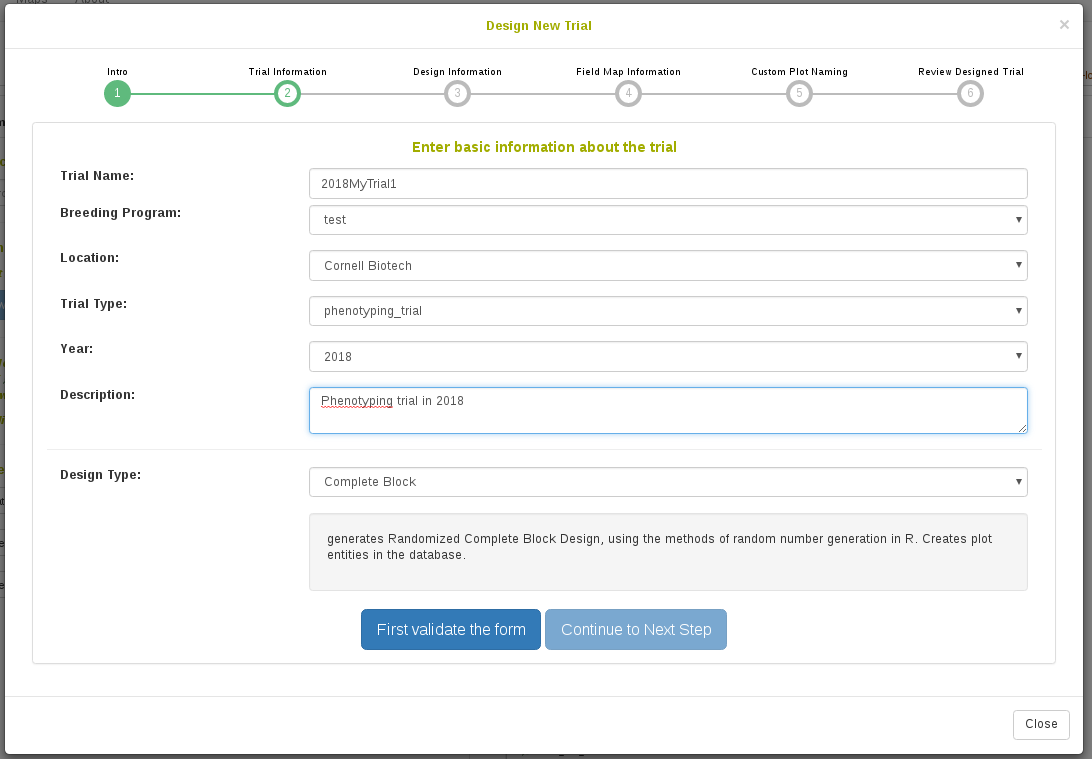 Maps About
Design New Trial ×
Intro Trial Information Design Information Field Map Information Custom Plot Naming Review Designed Trial
1 2 3 4 5 6
Enter basic information about the trial
Trial Name: 2018MyTrial1
Breeding Program: test
Location: Cornell Biotech
Trial Type: phenotyping_trial
Year: 2018
Description: Phenotyping trial in 2018
Design Type: Complete Block
generates Randomized Complete Block Design, using the methods of random number generation in R. Creates plot
entities in the database.
First validate the form Continue to Next Step
Close